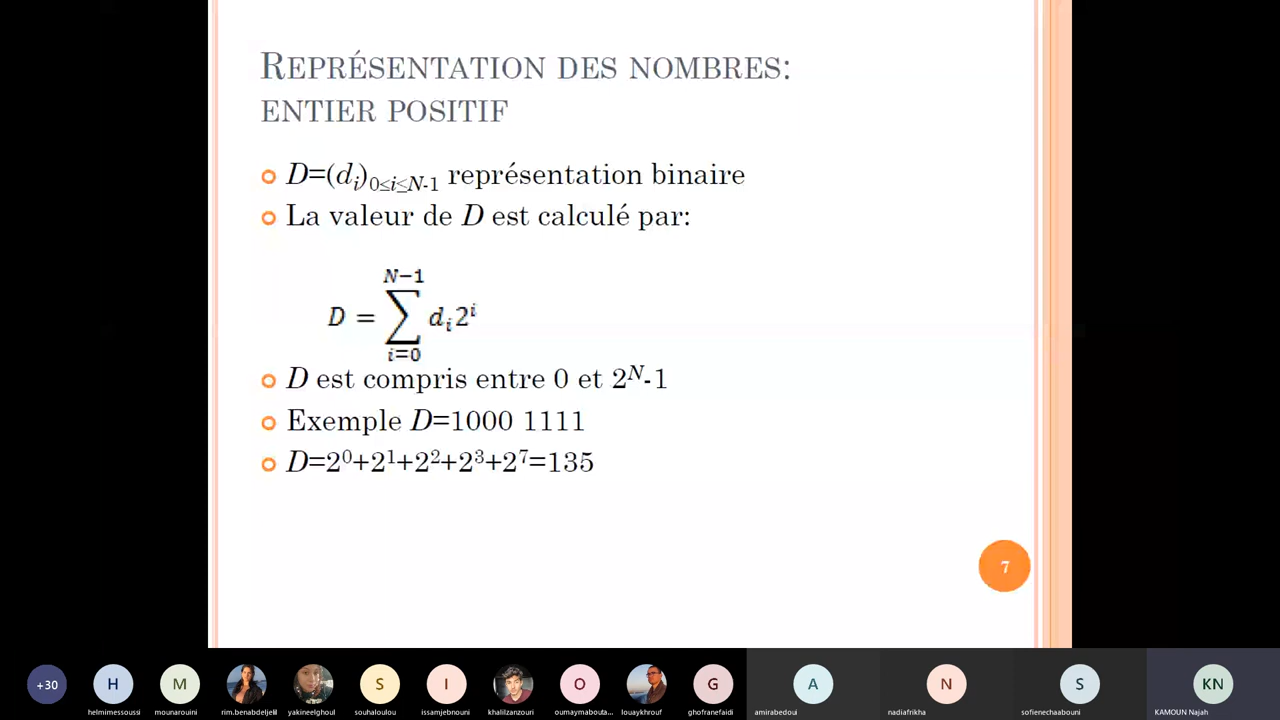 REPRÉSENTATION DES NOMBRES:
ENTIER POSITIF
D=(dᵢ)₀≤ᵢ≤N-1 représentation binaire
La valeur de D est calculé par:
N−1
D = ∑ dᵢ2ⁱ
i=0
D est compris entre 0 et 2ᴺ-1
Exemple D=1000 1111
D=2⁰+2¹+2²+2³+2⁷=135
7
+30 H M S I O G A N S KN
helmimessoussi mounarouini rim.benabdeljelil yakineelghoul souhaloulou issamjebnouni khalilzanzouri oumaymabouta... louaykhrouf ghofranefaidi amirabedoui nadiafrikha sofienechaabouni KAMOUN Najah